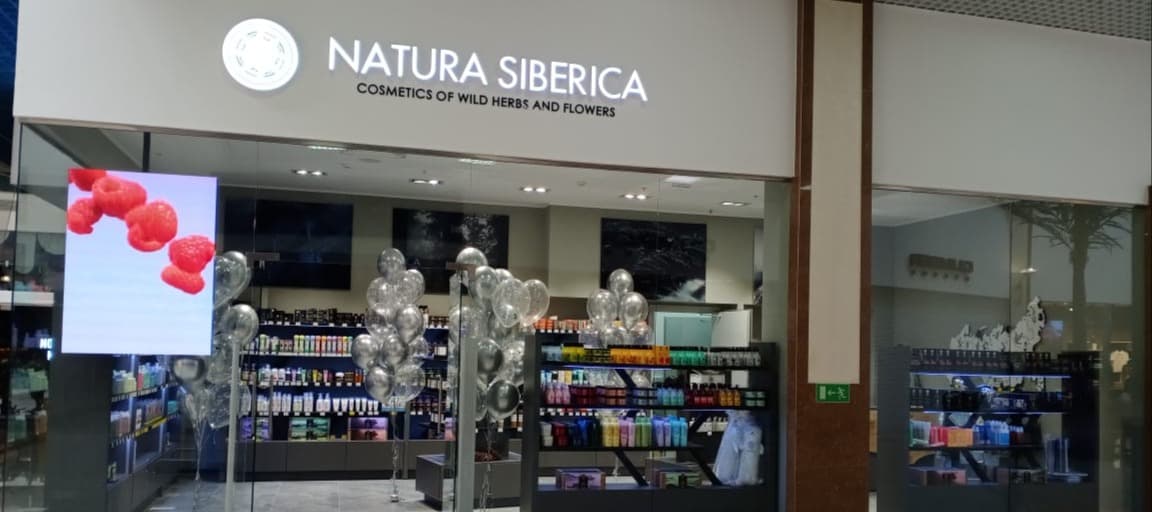 NATURA SIBERICA
COSMETICS OF WILD HERBS AND FLOWERS